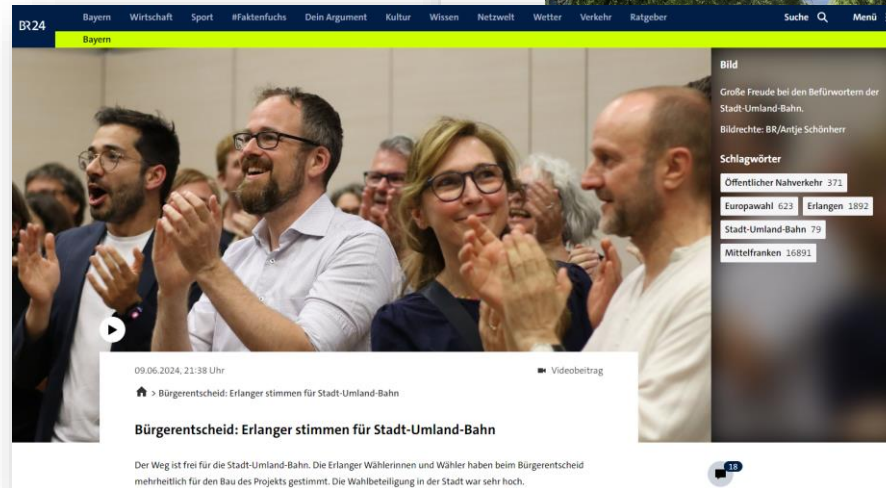 BR24
Bayern Wirtschaft Sport #Faktenfuchs Dein Argument Kultur Wissen Netzwelt Wetter Verkehr Ratgeber Suche Menü
Bayern
Bild
Große Freude bei den Befürwortern der
Stadt-Umland-Bahn.
Bildrechte: BR/Antje Schönherr
Schlagwörter
Öffentlicher Nahverkehr 371
Europawahl 623 Erlangen 1892
Stadt-Umland-Bahn 79
Mittelfranken 16891
09.06.2024, 21:38 Uhr Videobeitrag
> Bürgerentscheid: Erlanger stimmen für Stadt-Umland-Bahn
Bürgerentscheid: Erlanger stimmen für Stadt-Umland-Bahn
Der Weg ist frei für die Stadt-Umland-Bahn. Die Erlanger Wählerinnen und Wähler haben beim Bürgerentscheid
mehrheitlich für den Bau des Projekts gestimmt. Die Wahlbeteiligung in der Stadt war sehr hoch.
18